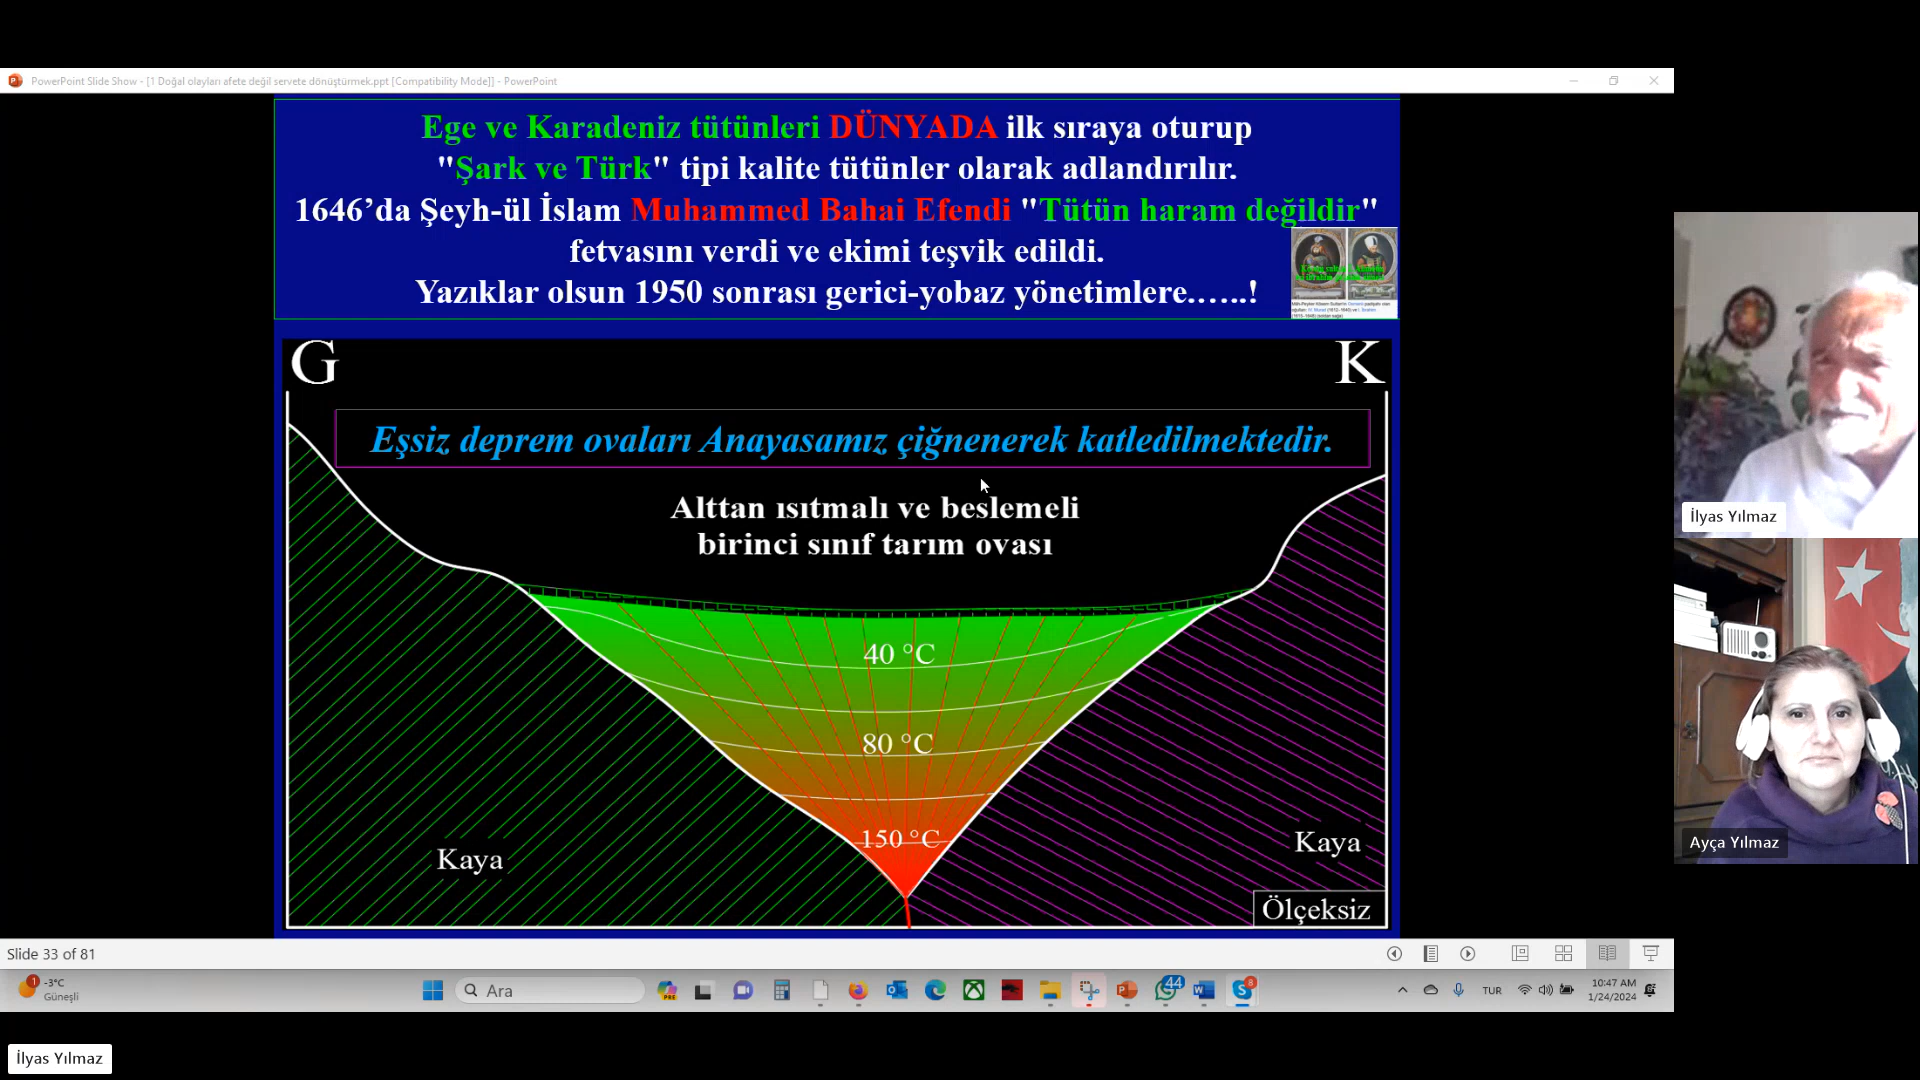 PowerPoint Slide Show - [1 Doğal olayları afete değil servete dönüştürmek.ppt [Compatibility Mode]] - PowerPoint
Ege ve Karadeniz tütünleri DÜNYADA ilk sıraya oturup
"Şark ve Türk" tipi kalite tütünler olarak adlandırılır.
1646’da Şeyh-ül İslam Muhammed Bahai Efendi "Tütün haram değildir"
fetvasını verdi ve ekimi teşvik edildi.
Yazıklar olsun 1950 sonrası gerici-yobaz yönetimlere......!
G
K
Eşsiz deprem ovaları Anayasamız çiğnenerek katledilmektedir.
Alttan ısıtmalı ve beslemeli
birinci sınıf tarım ovası
40 °C
80 °C
150 °C
Kaya
Kaya
Ölçeksiz
İlyas Yılmaz
Ayça Yılmaz
Slide 33 of 81
1
-3°C
Güneşli
Ara
PRE
44
8
TUR
10:47 AM
1/24/2024
İlyas Yılmaz